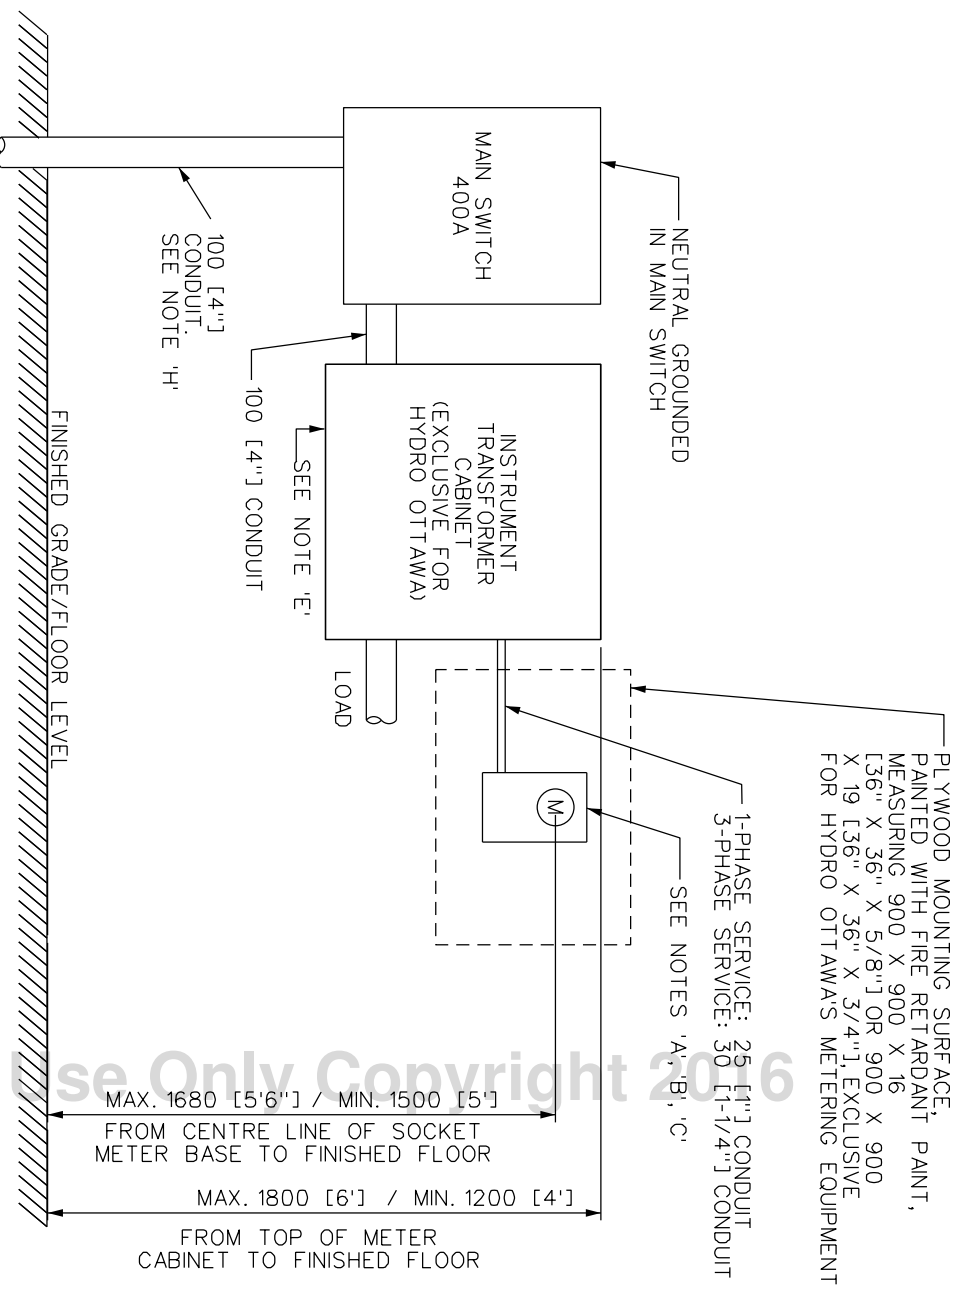 PLYWOOD MOUNTING SURFACE,
PAINTED WITH FIRE RETARDANT PAINT,
MEASURING 900 X 900 X 16
[36" X 36" X 5/8"] OR 900 X 900
X 19 [36" X 36" X 3/4"], EXCLUSIVE
FOR HYDRO OTTAWA'S METERING EQUIPMENT
1-PHASE SERVICE: 25 [1"] CONDUIT
3-PHASE SERVICE: 30 [1-1/4"] CONDUIT
SEE NOTES 'A', 'B', 'C'
NEUTRAL GROUNDED
IN MAIN SWITCH
MAIN SWITCH
400A
INSTRUMENT
TRANSFORMER
CABINET
(EXCLUSIVE FOR
HYDRO OTTAWA)
M
LOAD
SEE NOTE 'E'
100 [4"] CONDUIT
100 [4"]
CONDUIT.
SEE NOTE 'H'
FINISHED GRADE/FLOOR LEVEL
MAX. 1680 [5'6"] / MIN. 1500 [5']
FROM CENTRE LINE OF SOCKET
METER BASE TO FINISHED FLOOR
MAX. 1800 [6'] / MIN. 1200 [4']
FROM TOP OF METER
CABINET TO FINISHED FLOOR
Use Only Copyright 2016